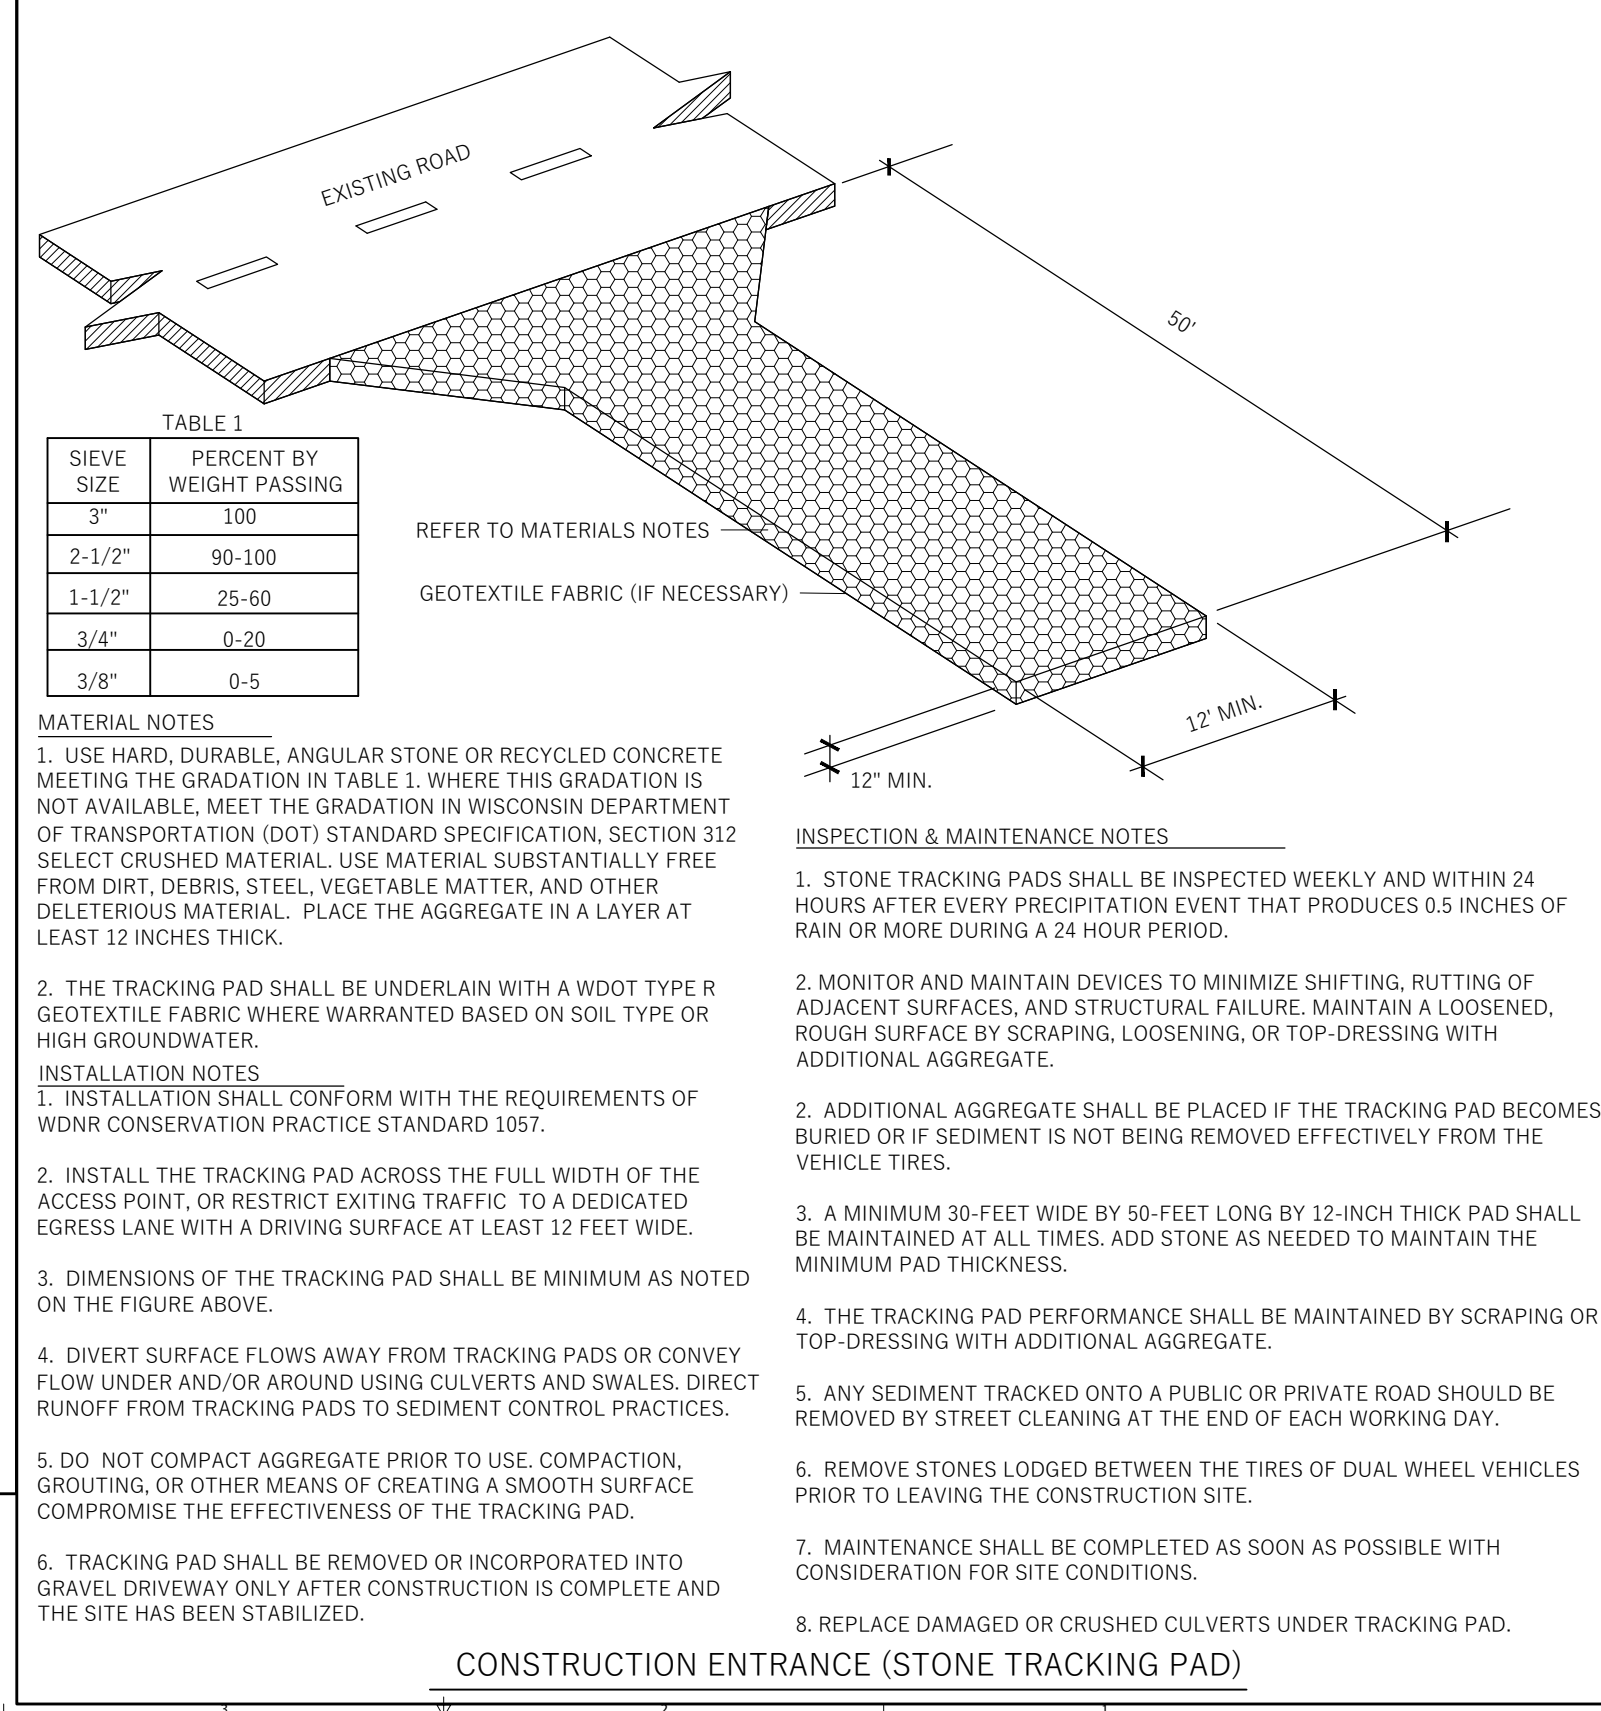 EXISTING ROAD
50'
TABLE 1
SIEVE SIZE PERCENT BY WEIGHT PASSING
3" 100
2-1/2" 90-100
1-1/2" 25-60
3/4" 0-20
3/8" 0-5
REFER TO MATERIALS NOTES
GEOTEXTILE FABRIC (IF NECESSARY)
12' MIN.
12" MIN.
MATERIAL NOTES
1. USE HARD, DURABLE, ANGULAR STONE OR RECYCLED CONCRETE
MEETING THE GRADATION IN TABLE 1. WHERE THIS GRADATION IS
NOT AVAILABLE, MEET THE GRADATION IN WISCONSIN DEPARTMENT
OF TRANSPORTATION (DOT) STANDARD SPECIFICATION, SECTION 312
SELECT CRUSHED MATERIAL. USE MATERIAL SUBSTANTIALLY FREE
FROM DIRT, DEBRIS, STEEL, VEGETABLE MATTER, AND OTHER
DELETERIOUS MATERIAL. PLACE THE AGGREGATE IN A LAYER AT
LEAST 12 INCHES THICK.
2. THE TRACKING PAD SHALL BE UNDERLAIN WITH A WDOT TYPE R
GEOTEXTILE FABRIC WHERE WARRANTED BASED ON SOIL TYPE OR
HIGH GROUNDWATER.
INSTALLATION NOTES
1. INSTALLATION SHALL CONFORM WITH THE REQUIREMENTS OF
WDNR CONSERVATION PRACTICE STANDARD 1057.
2. INSTALL THE TRACKING PAD ACROSS THE FULL WIDTH OF THE
ACCESS POINT, OR RESTRICT EXITING TRAFFIC TO A DEDICATED
EGRESS LANE WITH A DRIVING SURFACE AT LEAST 12 FEET WIDE.
3. DIMENSIONS OF THE TRACKING PAD SHALL BE MINIMUM AS NOTED
ON THE FIGURE ABOVE.
4. DIVERT SURFACE FLOWS AWAY FROM TRACKING PADS OR CONVEY
FLOW UNDER AND/OR AROUND USING CULVERTS AND SWALES. DIRECT
RUNOFF FROM TRACKING PADS TO SEDIMENT CONTROL PRACTICES.
5. DO NOT COMPACT AGGREGATE PRIOR TO USE. COMPACTION,
GROUTING, OR OTHER MEANS OF CREATING A SMOOTH SURFACE
COMPROMISE THE EFFECTIVENESS OF THE TRACKING PAD.
6. TRACKING PAD SHALL BE REMOVED OR INCORPORATED INTO
GRAVEL DRIVEWAY ONLY AFTER CONSTRUCTION IS COMPLETE AND
THE SITE HAS BEEN STABILIZED.
INSPECTION & MAINTENANCE NOTES
1. STONE TRACKING PADS SHALL BE INSPECTED WEEKLY AND WITHIN 24
HOURS AFTER EVERY PRECIPITATION EVENT THAT PRODUCES 0.5 INCHES OF
RAIN OR MORE DURING A 24 HOUR PERIOD.
2. MONITOR AND MAINTAIN DEVICES TO MINIMIZE SHIFTING, RUTTING OF
ADJACENT SURFACES, AND STRUCTURAL FAILURE. MAINTAIN A LOOSENED,
ROUGH SURFACE BY SCRAPING, LOOSENING, OR TOP-DRESSING WITH
ADDITIONAL AGGREGATE.
2. ADDITIONAL AGGREGATE SHALL BE PLACED IF THE TRACKING PAD BECOMES
BURIED OR IF SEDIMENT IS NOT BEING REMOVED EFFECTIVELY FROM THE
VEHICLE TIRES.
3. A MINIMUM 30-FEET WIDE BY 50-FEET LONG BY 12-INCH THICK PAD SHALL
BE MAINTAINED AT ALL TIMES. ADD STONE AS NEEDED TO MAINTAIN THE
MINIMUM PAD THICKNESS.
4. THE TRACKING PAD PERFORMANCE SHALL BE MAINTAINED BY SCRAPING OR
TOP-DRESSING WITH ADDITIONAL AGGREGATE.
5. ANY SEDIMENT TRACKED ONTO A PUBLIC OR PRIVATE ROAD SHOULD BE
REMOVED BY STREET CLEANING AT THE END OF EACH WORKING DAY.
6. REMOVE STONES LODGED BETWEEN THE TIRES OF DUAL WHEEL VEHICLES
PRIOR TO LEAVING THE CONSTRUCTION SITE.
7. MAINTENANCE SHALL BE COMPLETED AS SOON AS POSSIBLE WITH
CONSIDERATION FOR SITE CONDITIONS.
8. REPLACE DAMAGED OR CRUSHED CULVERTS UNDER TRACKING PAD.
CONSTRUCTION ENTRANCE (STONE TRACKING PAD)